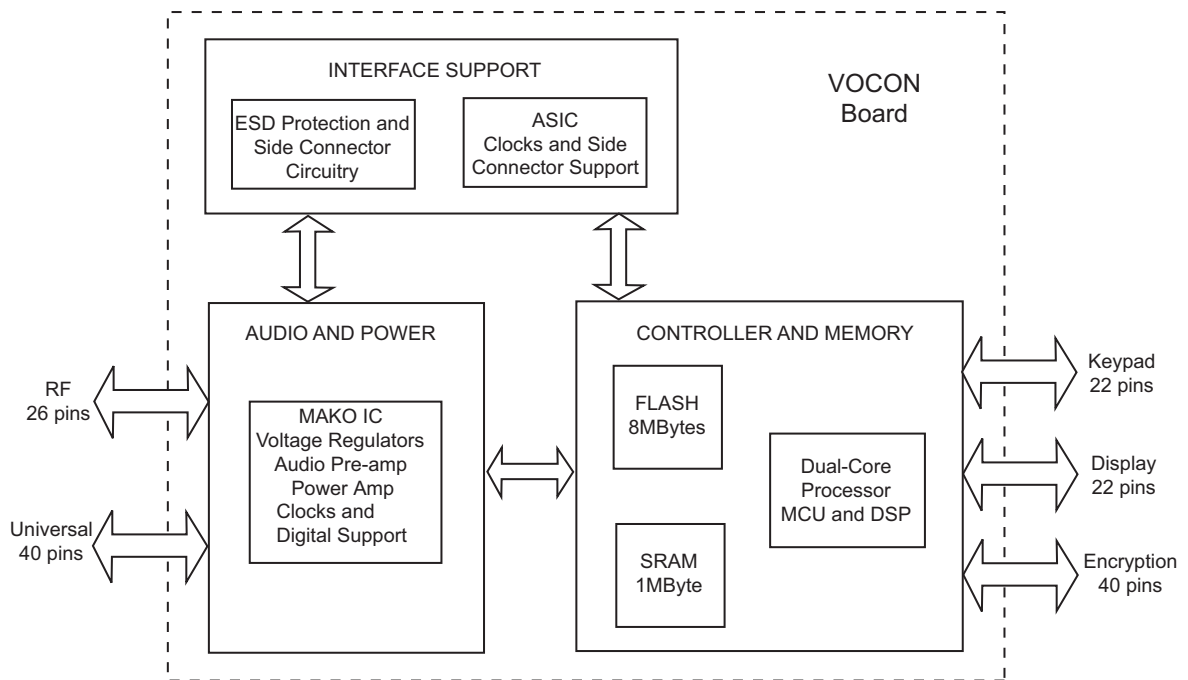 INTERFACE SUPPORT
ESD Protection and
Side Connector
Circuitry
ASIC
Clocks and Side
Connector Support
VOCON
Board
AUDIO AND POWER
MAKO IC
Voltage Regulators
Audio Pre-amp
Power Amp
Clocks and
Digital Support
CONTROLLER AND MEMORY
FLASH
8MBytes
Dual-Core
Processor
MCU and DSP
SRAM
1MByte
RF
26 pins
Universal
40 pins
Keypad
22 pins
Display
22 pins
Encryption
40 pins